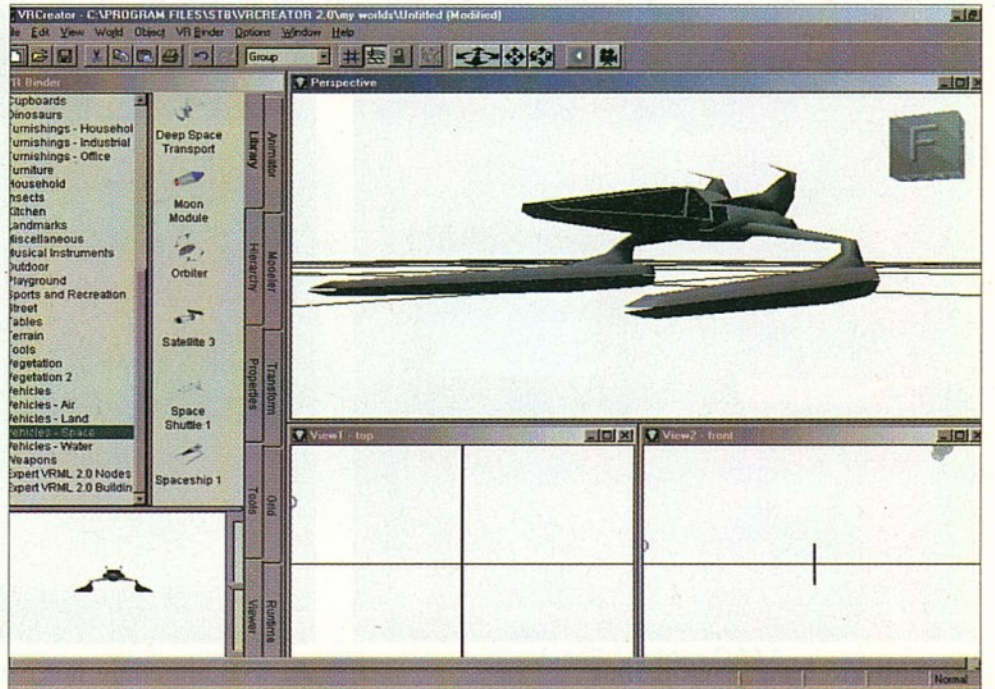 VRCreator - C:\PROGRAM FILES\STB\VRCREATOR 2.0\my worlds\Untitled (Modified)
le Edit View World Object VR Binder Options Window Help
Group
R Binder
Cupboards
Dinosaurs
Furnishings - Househol
Furnishings - Industrial
Furnishings - Office
Furniture
Household
Insects
Kitchen
Landmarks
Miscellaneous
Musical Instruments
Outdoor
Playground
Sports and Recreation
Street
Tables
Terrain
Tools
Vegetation
Vegetation 2
Vehicles
Vehicles - Air
Vehicles - Land
Vehicles - Space
Vehicles - Water
Weapons
Expert VRML 2.0 Nodes
Expert VRML 2.0 Buildin
Deep Space
Transport
Moon
Module
Orbiter
Satellite 3
Space
Shuttle 1
Spaceship 1
Library
Animator
Hierarchy
Modeler
Properties
Transform
Tools
Grid
Viewer
Runtime
Perspective
F
View1 - top
View2 - front
Normal